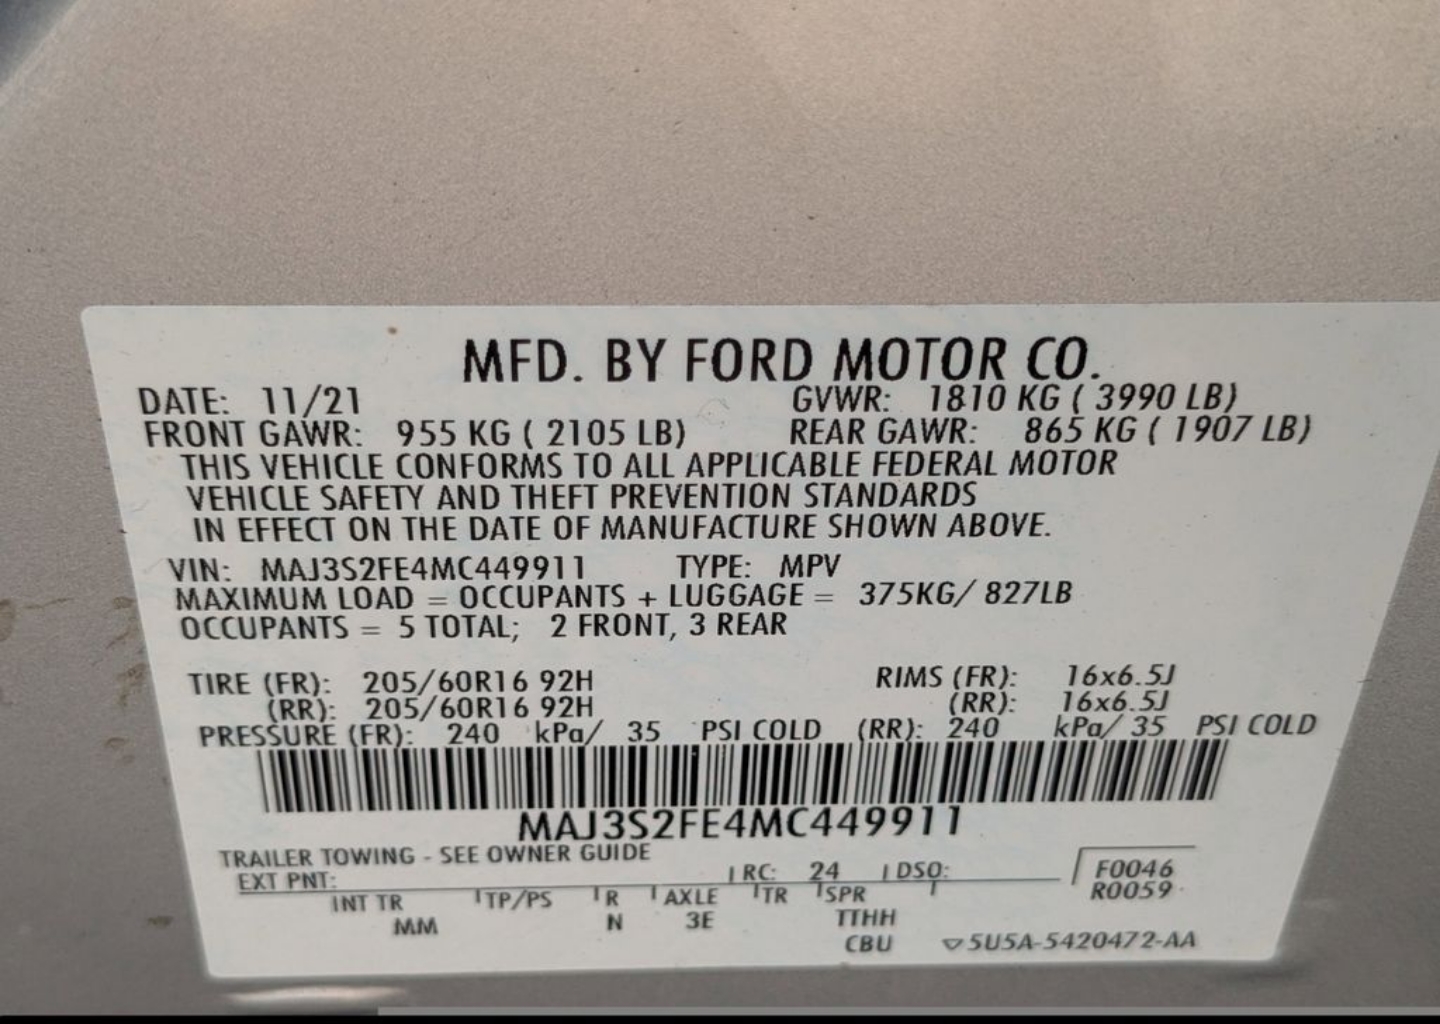 MFD. BY FORD MOTOR CO.
DATE: 11/21 GVWR: 1810 KG ( 3990 LB)
FRONT GAWR: 955 KG ( 2105 LB) REAR GAWR: 865 KG ( 1907 LB)
THIS VEHICLE CONFORMS TO ALL APPLICABLE FEDERAL MOTOR
VEHICLE SAFETY AND THEFT PREVENTION STANDARDS
IN EFFECT ON THE DATE OF MANUFACTURE SHOWN ABOVE.
VIN: MAJ3S2FE4MC449911 TYPE: MPV
MAXIMUM LOAD = OCCUPANTS + LUGGAGE = 375KG/ 827LB
OCCUPANTS = 5 TOTAL; 2 FRONT, 3 REAR
TIRE (FR): 205/60R16 92H RIMS (FR): 16x6.5J
(RR): 205/60R16 92H (RR): 16x6.5J
PRESSURE (FR): 240 kPa/ 35 PSI COLD (RR): 240 kPa/ 35 PSI COLD
MAJ3S2FE4MC449911
TRAILER TOWING - SEE OWNER GUIDE
EXT PNT: RC: 24 DSO: F0046
INT TR TP/PS R AXLE TR SPR R0059
MM N 3E TTHH
CBU ▽5U5A-5420472-AA